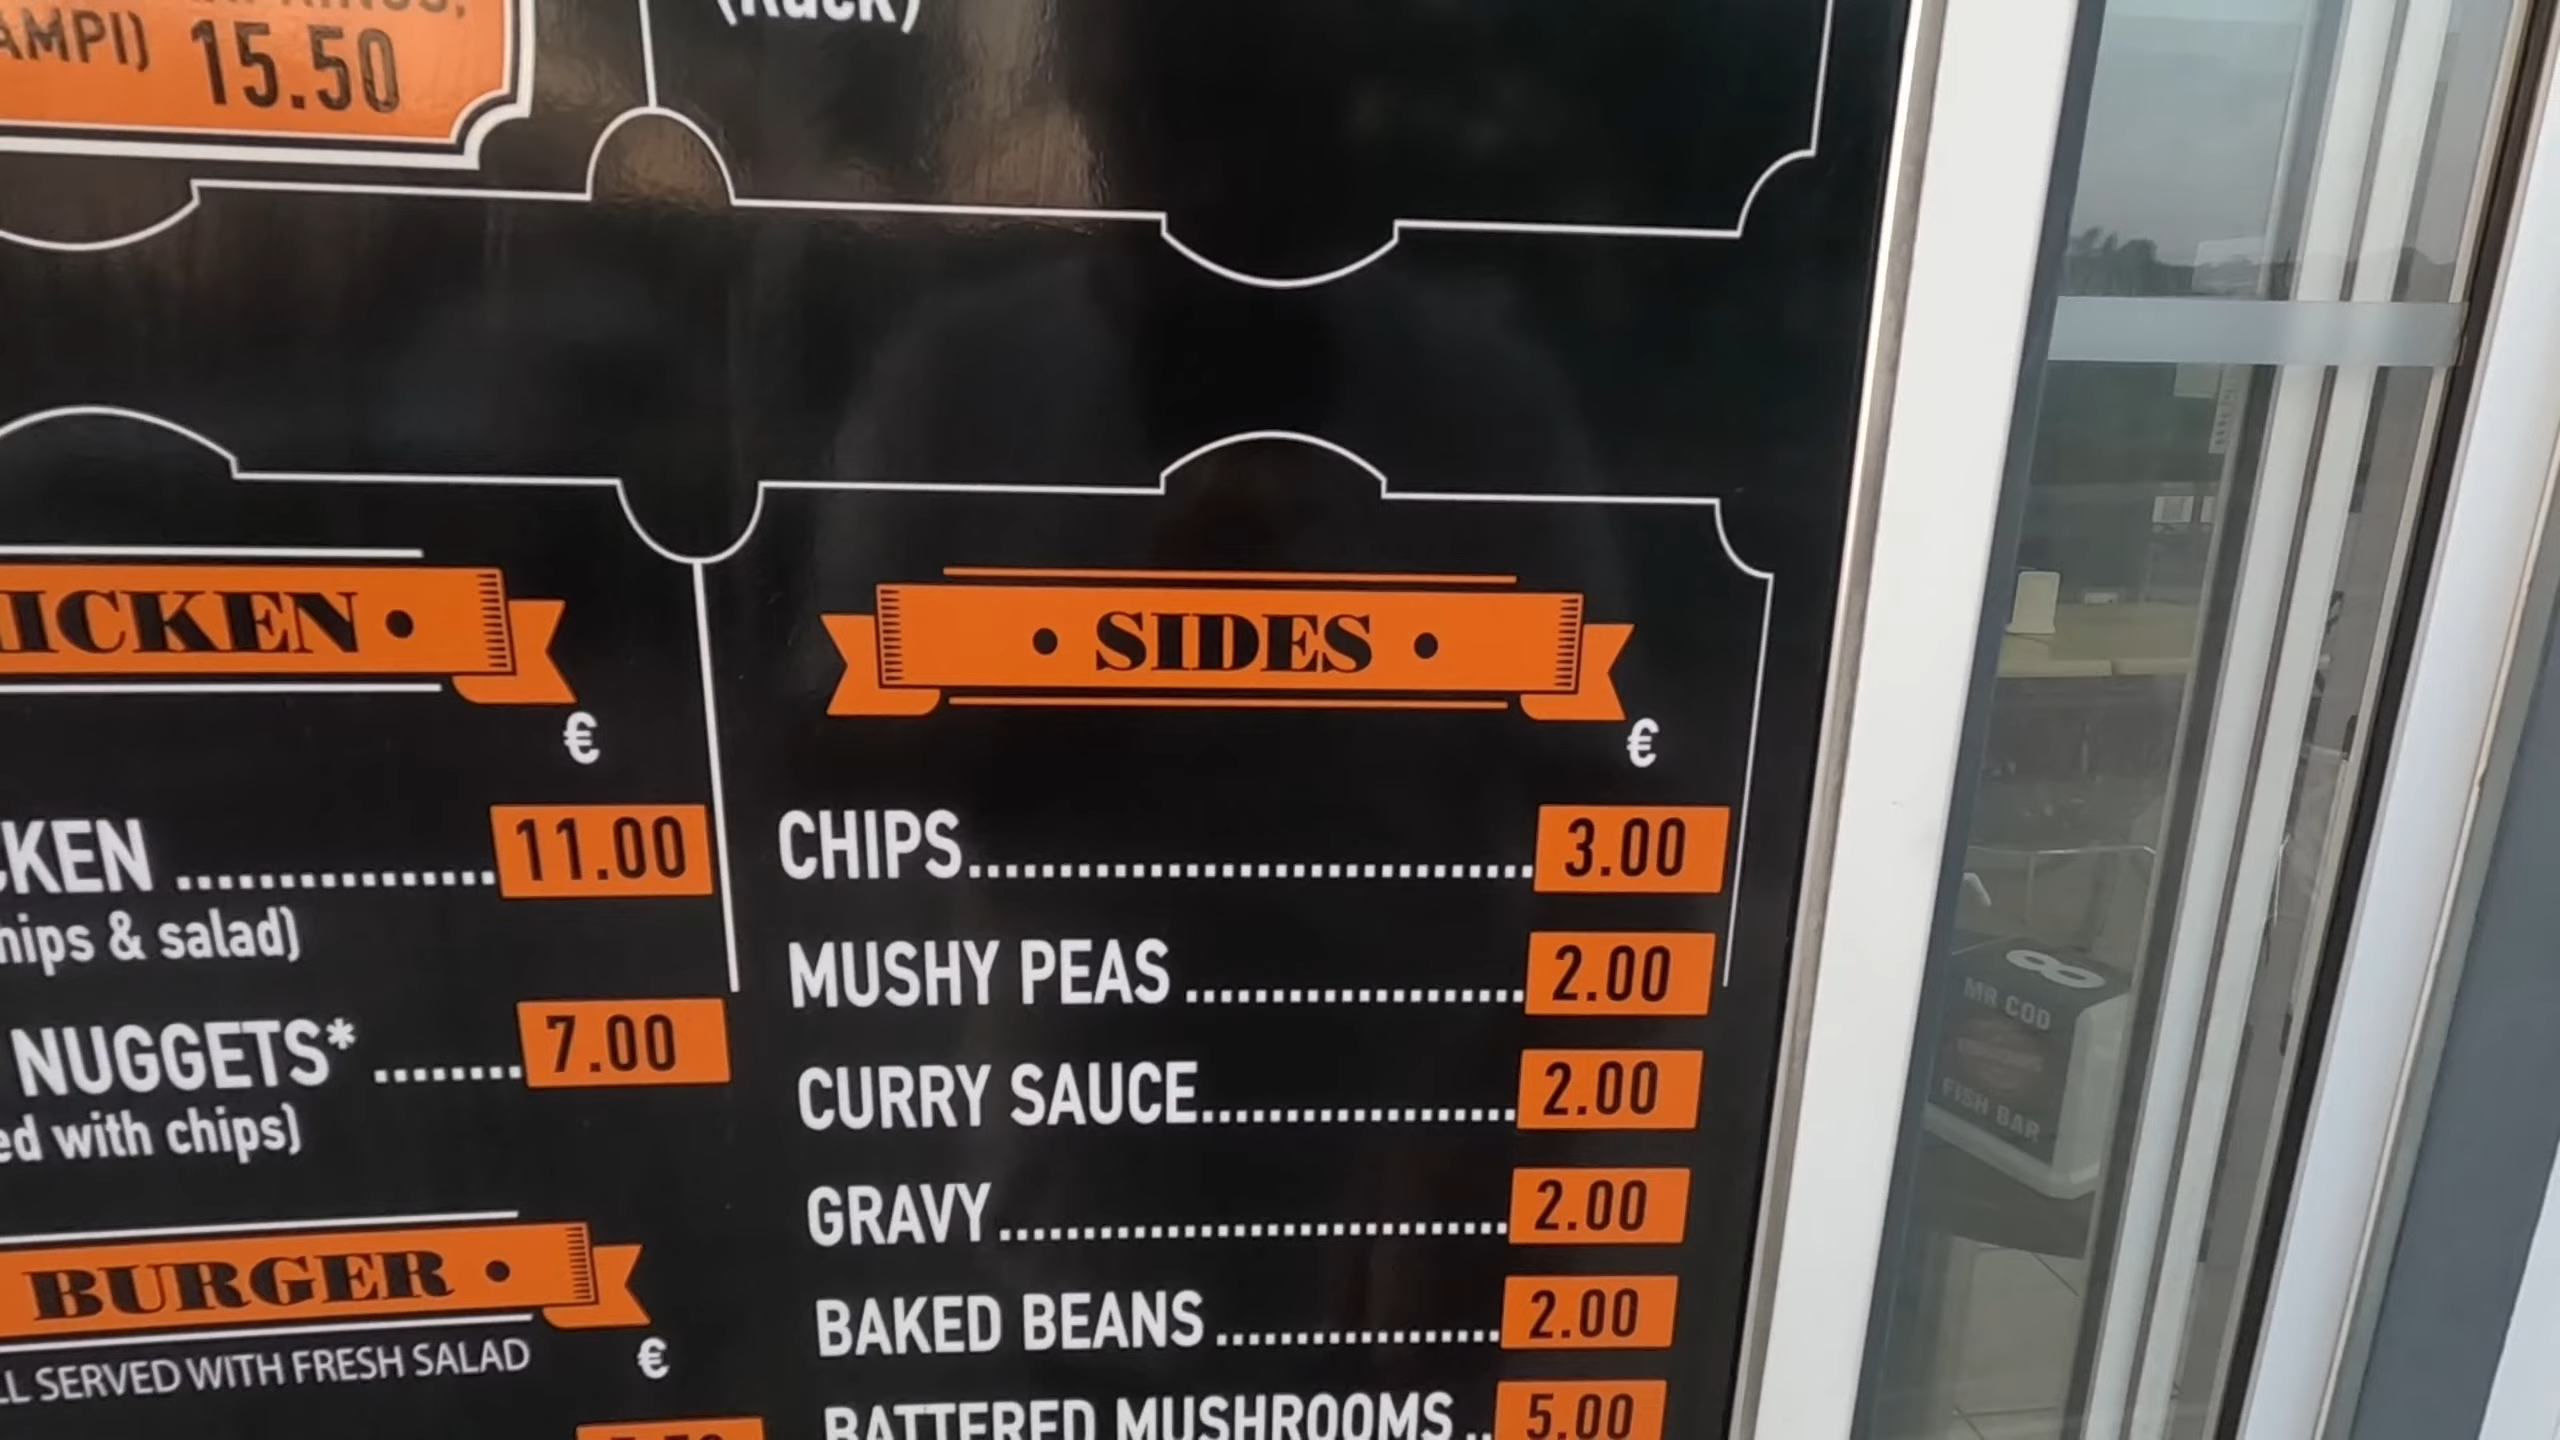 AMPI) 15.50
ICKEN •
€
KEN ................ 11.00
hips & salad)
NUGGETS* ........ 7.00
ed with chips)
BURGER •
LL SERVED WITH FRESH SALAD
€
• SIDES •
€
CHIPS................................ 3.00
MUSHY PEAS .................... 2.00
CURRY SAUCE................... 2.00
GRAVY............................... 2.00
BAKED BEANS ................. 2.00
BATTERED MUSHROOMS .. 5.00
8
MR COD
FISH BAR